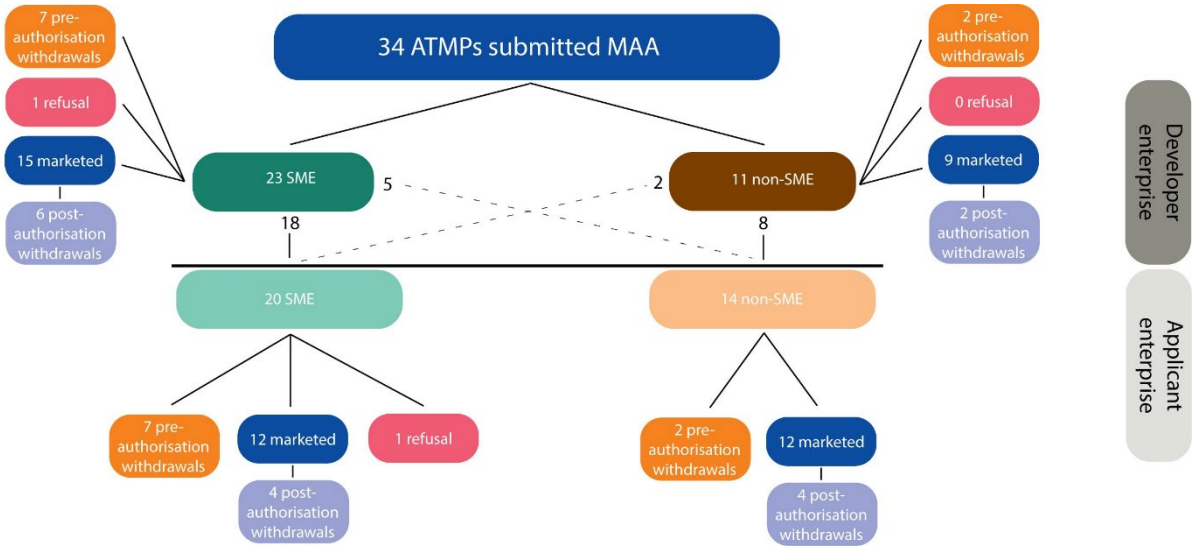 34 ATMPs submitted MAA
7 pre-
authorisation
withdrawals
1 refusal
15 marketed
6 post-
authorisation
withdrawals
2 pre-
authorisation
withdrawals
0 refusal
9 marketed
2 post-
authorisation
withdrawals
23 SME
5
18
2
11 non-SME
8
Developer
enterprise
20 SME
14 non-SME
7 pre-
authorisation
withdrawals
12 marketed
4 post-
authorisation
withdrawals
1 refusal
2 pre-
authorisation
withdrawals
12 marketed
4 post-
authorisation
withdrawals
Applicant
enterprise